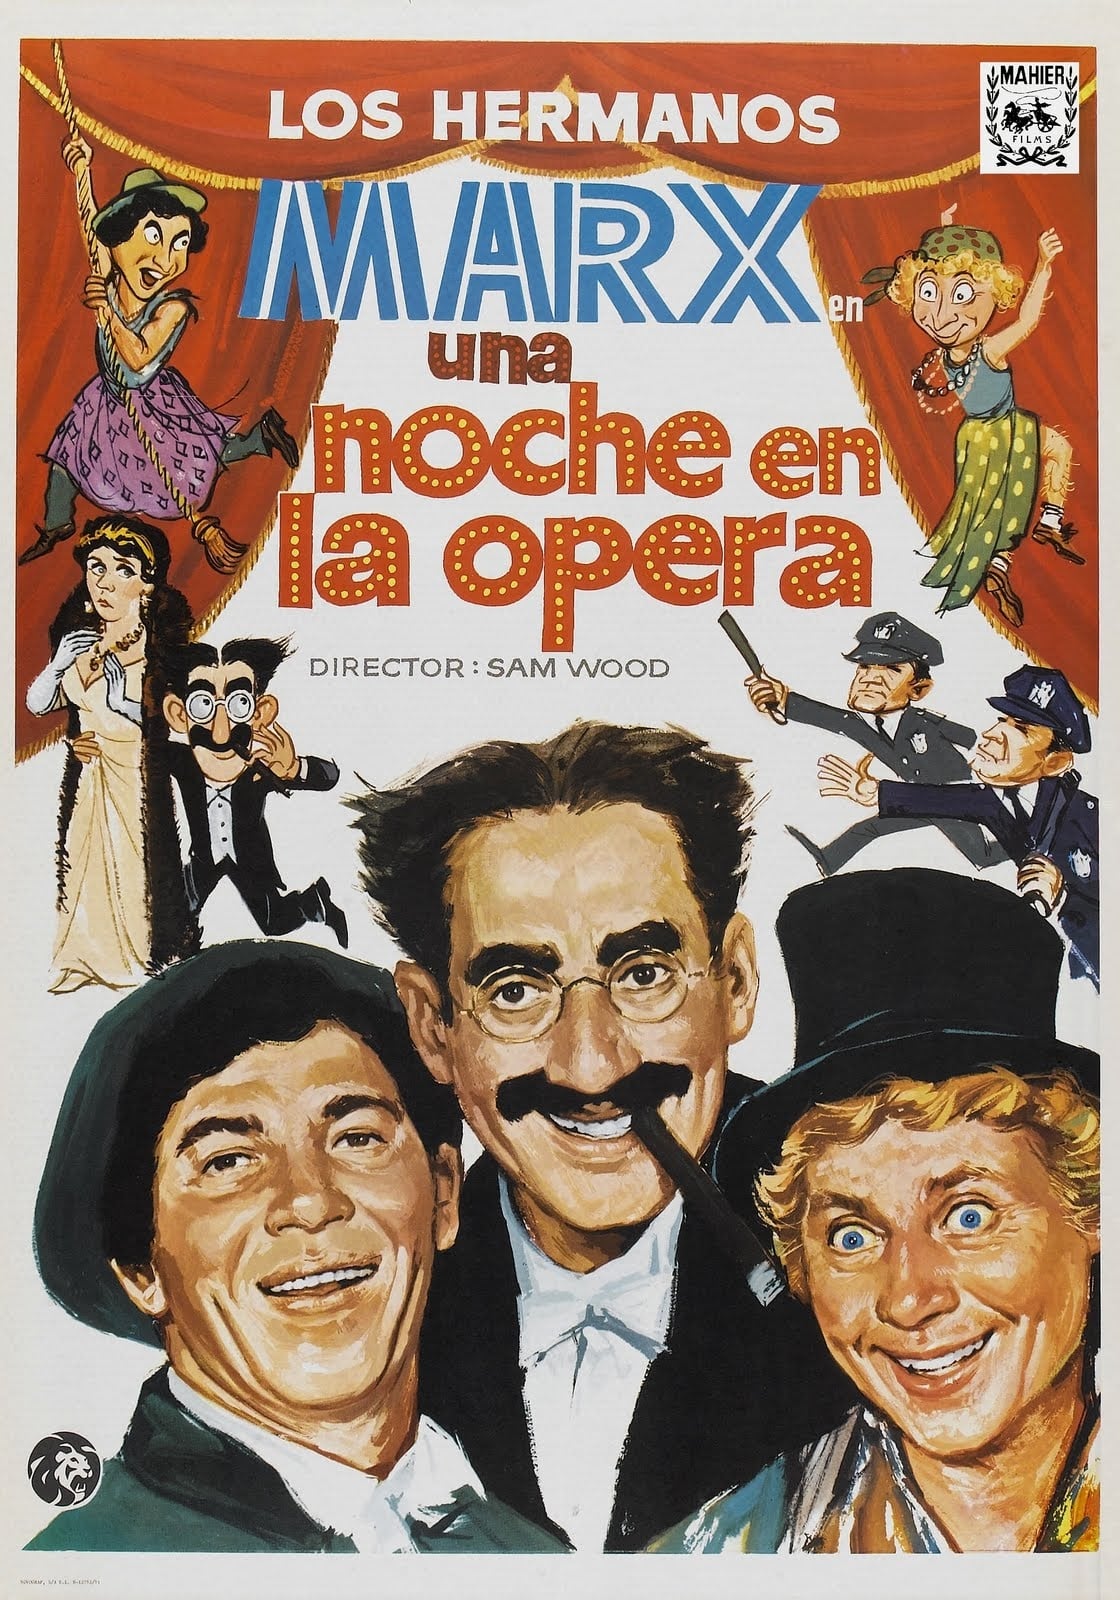 LOS HERMANOS
MAHIER
FILMS
MARX en
una
noche en
la opera
DIRECTOR: SAM WOOD